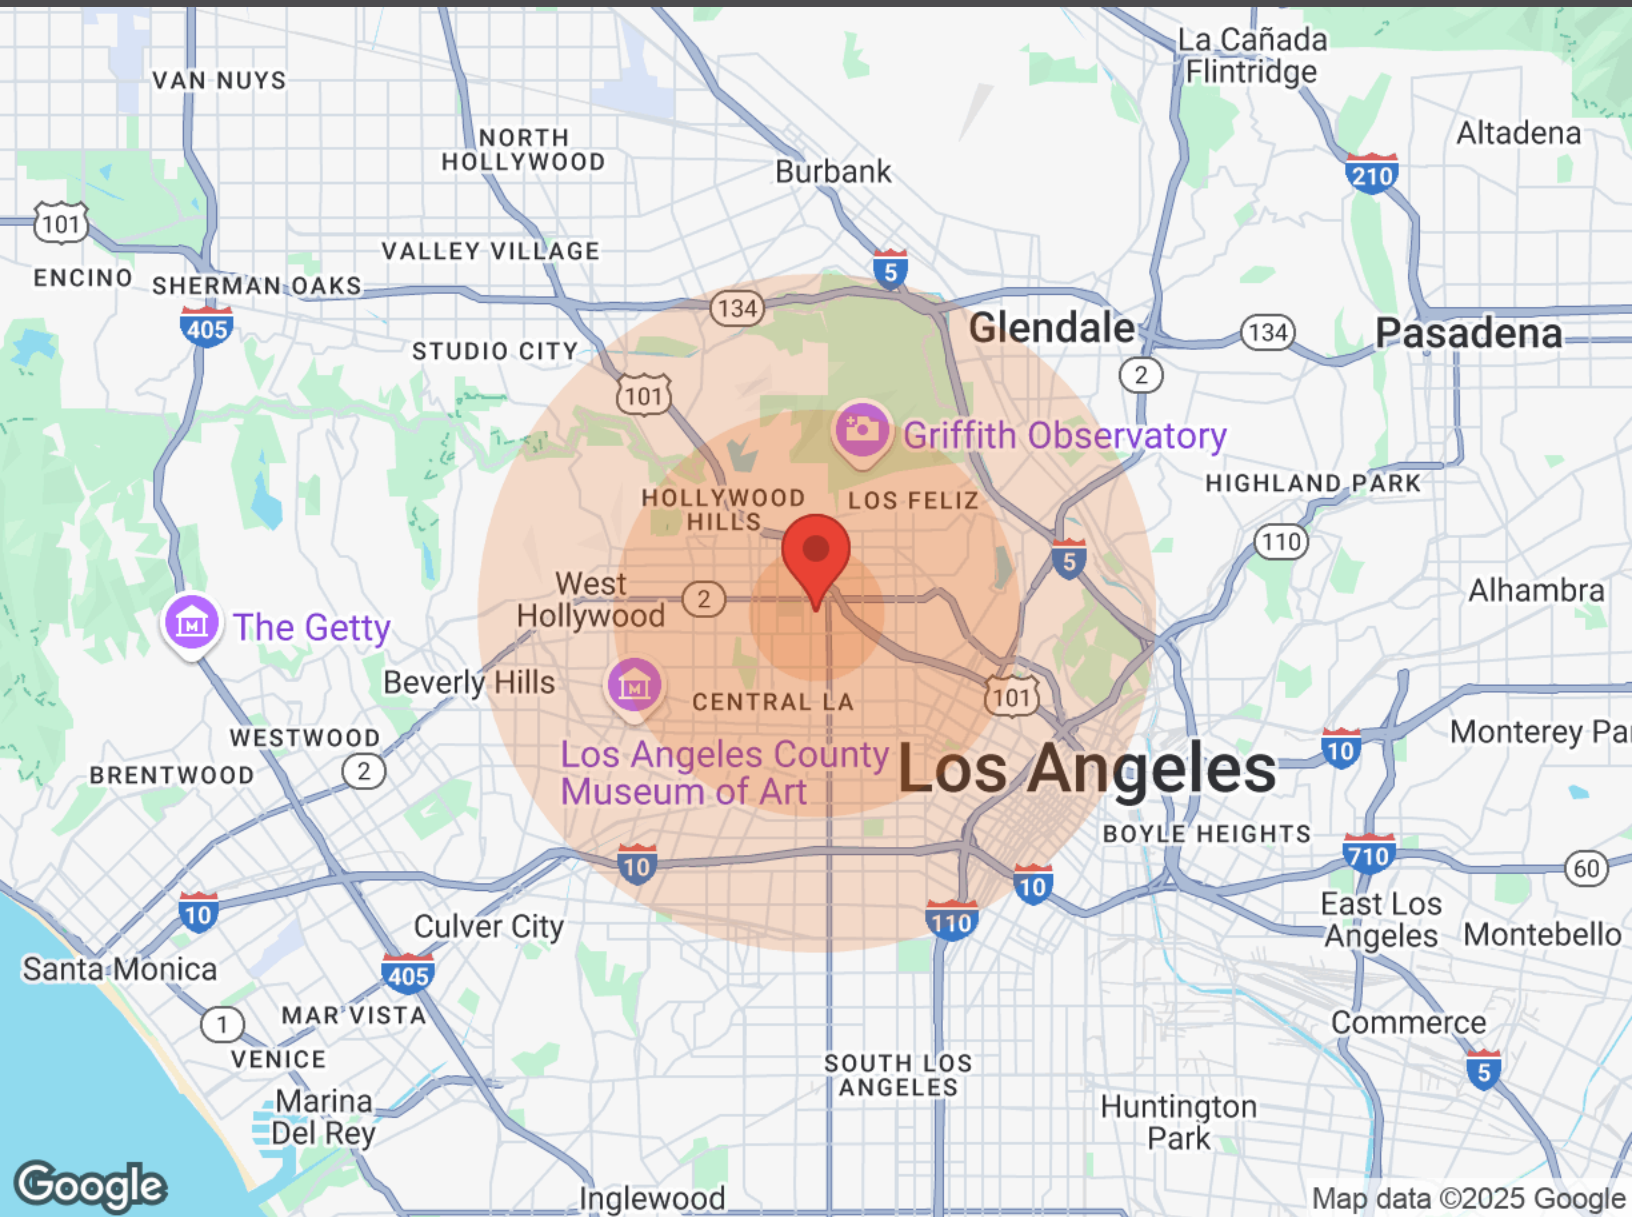 La Cañada
Flintridge
VAN NUYS
Altadena
NORTH
HOLLYWOOD
Burbank
210
101
VALLEY VILLAGE
5
ENCINO
SHERMAN OAKS
134
405
Glendale
134
Pasadena
STUDIO CITY
2
101
Griffith Observatory
HIGHLAND PARK
HOLLYWOOD
HILLS
LOS FELIZ
110
5
West
Hollywood
2
Alhambra
The Getty
Beverly Hills
CENTRAL LA
101
WESTWOOD
Monterey Par
10
Los Angeles County
Museum of Art
Los Angeles
BRENTWOOD
2
BOYLE HEIGHTS
710
10
60
10
10
110
East Los
Angeles
Culver City
Montebello
Santa Monica
405
MAR VISTA
1
Commerce
VENICE
SOUTH LOS
ANGELES
5
Marina
Del Rey
Huntington
Park
Google
Inglewood
Map data ©2025 Google